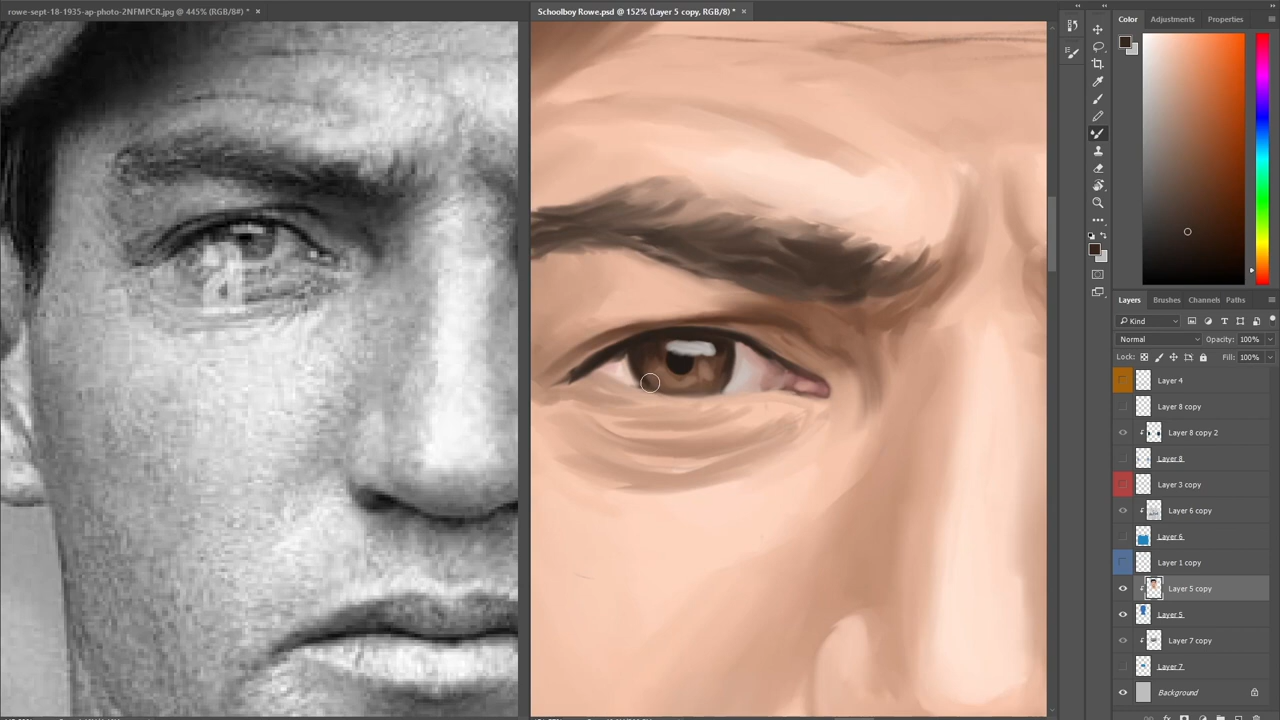 rowe-sept-18-1935-ap-photo-2NFMPCR.jpg @ 445% (RGB/8#) * ×
Schoolboy Rowe.psd @ 152% (Layer 5 copy, RGB/8) * ×
Color Adjustments Properties
Layers Brushes Channels Paths
Kind
Normal Opacity: 100%
Lock: Fill: 100%
Layer 4
Layer 8 copy
Layer 8 copy 2
Layer 8
Layer 3 copy
Layer 6 copy
Layer 6
Layer 1 copy
Layer 5 copy
Layer 5
Layer 7 copy
Layer 7
Background
a